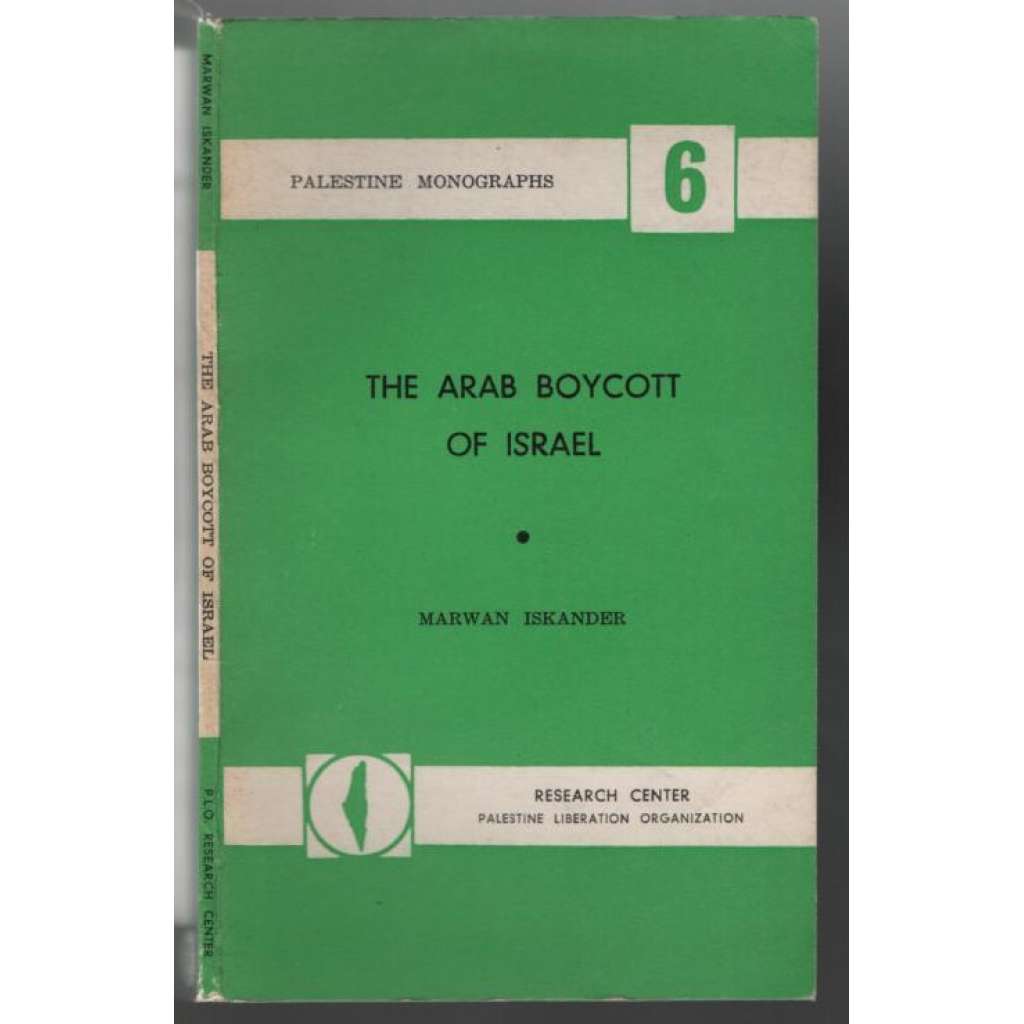 MARWAN ISKANDER
THE ARAB BOYCOTT OF ISRAEL
P.L.O. RESEARCH CENTER
PALESTINE MONOGRAPHS
6
THE ARAB BOYCOTT
OF ISRAEL
MARWAN ISKANDER
RESEARCH CENTER
PALESTINE LIBERATION ORGANIZATION